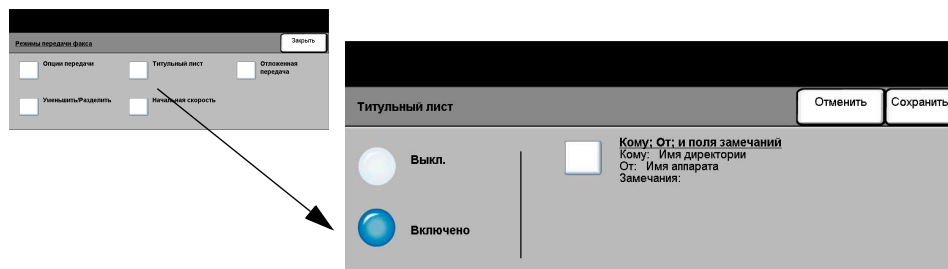 Режимы передачи факса
Закрыть
Опции передачи
Титульный лист
Отложенная
передача
Уменьшить/Разделить
Начальная скорость
Титульный лист
Отменить
Сохранить
Выкл.
Включено
Кому; От; и поля замечаний
Кому: Имя директории
От: Имя аппарата
Замечания: